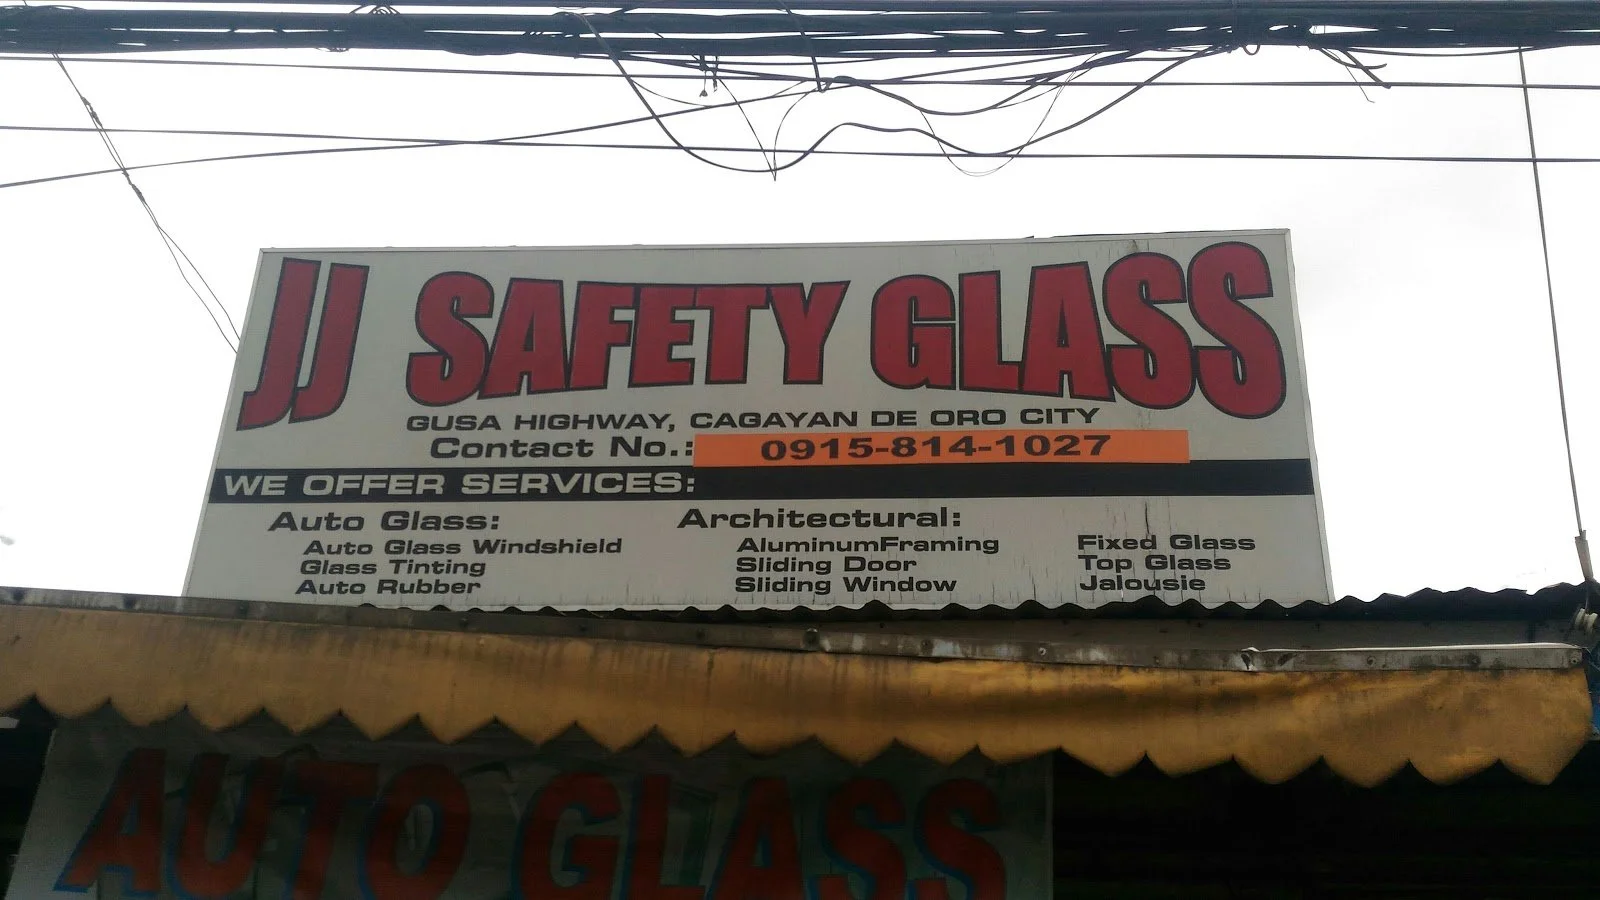 JJ SAFETY GLASS
GUSA HIGHWAY, CAGAYAN DE ORO CITY
Contact No.: 0915-814-1027
WE OFFER SERVICES:
Auto Glass:
Auto Glass Windshield
Glass Tinting
Auto Rubber
Architectural:
AluminumFraming
Sliding Door
Sliding Window
Fixed Glass
Top Glass
Jalousie
AUTO GLASS